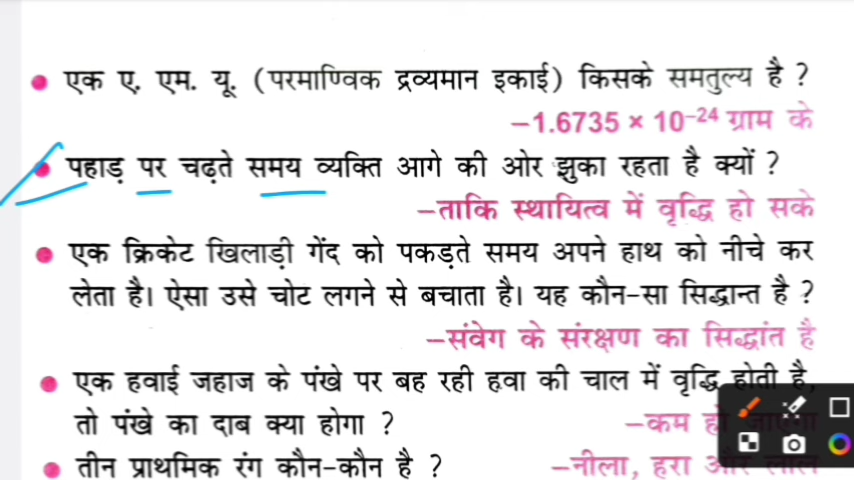 एक ए. एम. यू. (परमाण्विक द्रव्यमान इकाई) किसके समतुल्य है ?
–1.6735 × 10⁻²⁴ ग्राम के
पहाड़ पर चढ़ते समय व्यक्ति आगे की ओर झुका रहता है क्यों ?
–ताकि स्थायित्व में वृद्धि हो सके
एक क्रिकेट खिलाड़ी गेंद को पकड़ते समय अपने हाथ को नीचे कर
लेता है। ऐसा उसे चोट लगने से बचाता है। यह कौन-सा सिद्धान्त है ?
–संवेग के संरक्षण का सिद्धांत है
एक हवाई जहाज के पंखे पर बह रही हवा की चाल में वृद्धि होती है,
तो पंखे का दाब क्या होगा ? –कम हो जाएगा
तीन प्राथमिक रंग कौन-कौन है ? –नीला, हरा और लाल